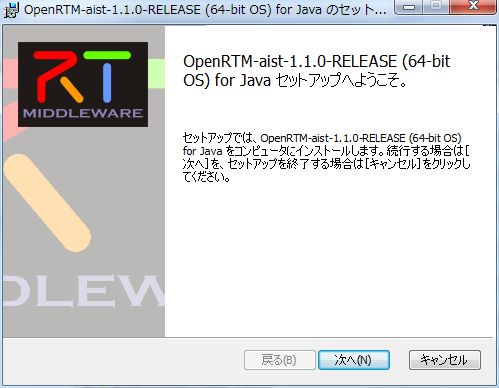 OpenRTM-aist-1.1.0-RELEASE (64-bit OS) for Java のセット...
RT
MIDDLEWARE
OpenRTM-aist-1.1.0-RELEASE (64-bit
OS) for Java セットアップへようこそ。
セットアップでは、OpenRTM-aist-1.1.0-RELEASE (64-bit OS)
for Java をコンピュータにインストールします。続行する場合は[
次へ]を、セットアップを終了する場合は[キャンセル]をクリックし
てください。
DLEW
戻る(B)
次へ(N)
キャンセル